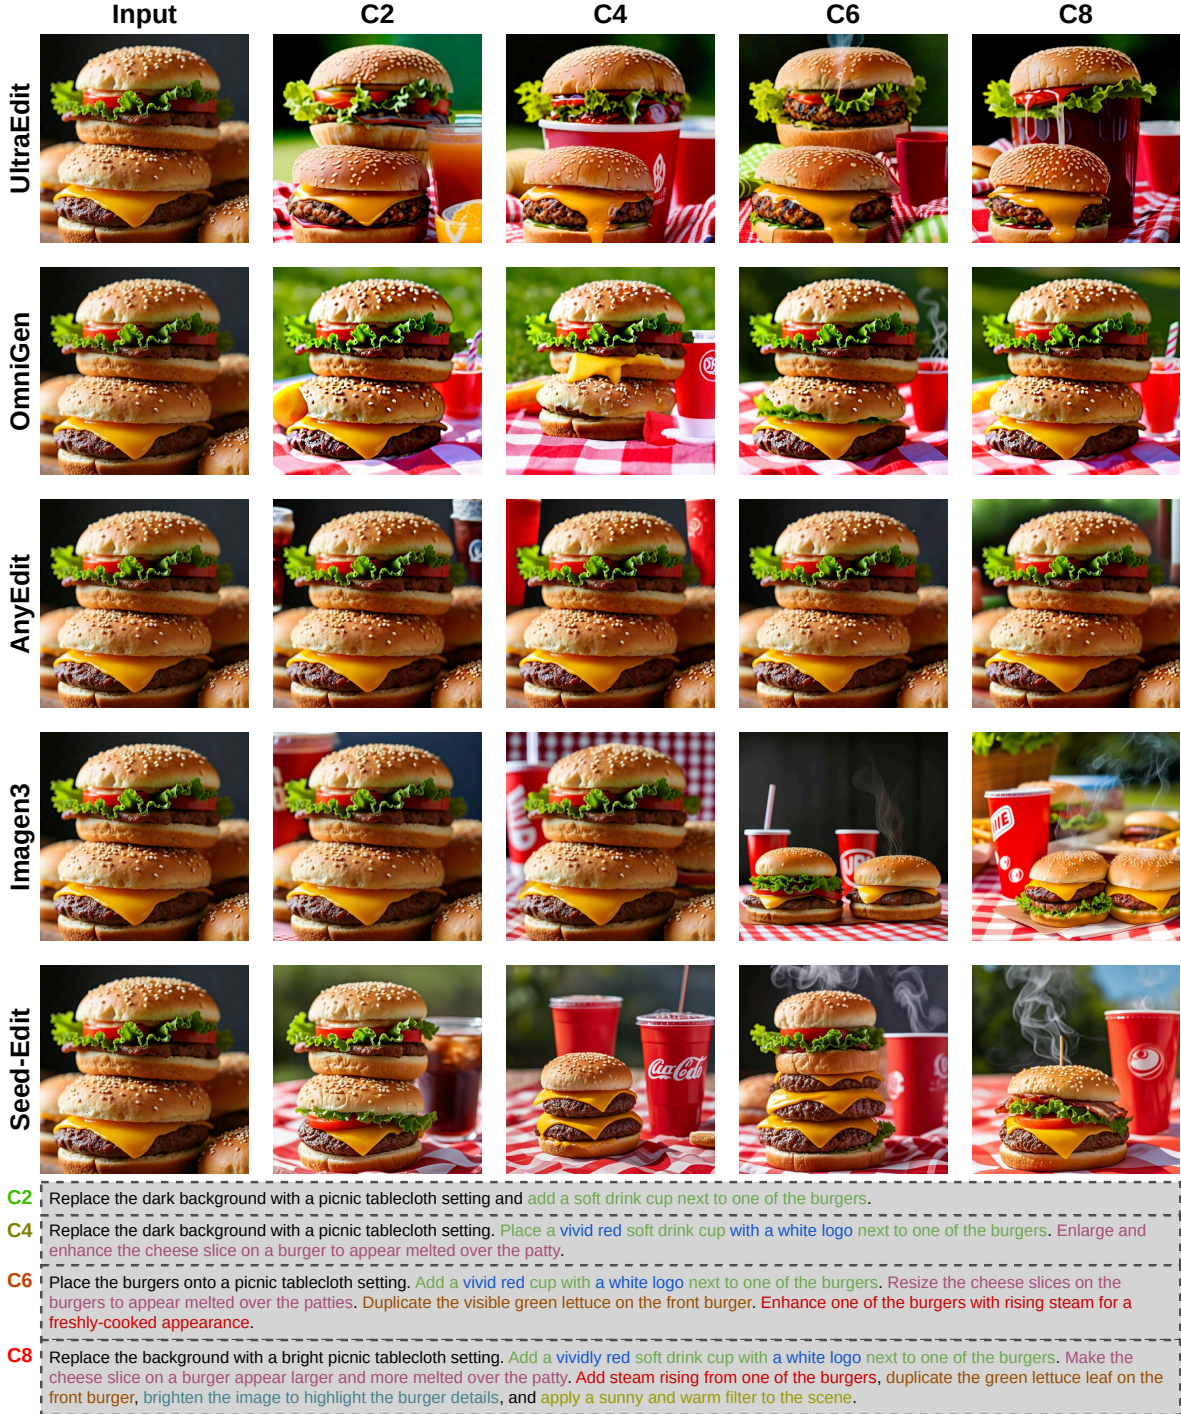 Input C2 C4 C6 C8
UltraEdit
OmniGen
AnyEdit
Imagen3
Seed-Edit
C2 Replace the dark background with a picnic tablecloth setting and add a soft drink cup next to one of the burgers.
C4 Replace the dark background with a picnic tablecloth setting. Place a vivid red soft drink cup with a white logo next to one of the burgers. Enlarge and
enhance the cheese slice on a burger to appear melted over the patty.
C6 Place the burgers onto a picnic tablecloth setting. Add a vivid red cup with a white logo next to one of the burgers. Resize the cheese slices on the
burgers to appear melted over the patties. Duplicate the visible green lettuce on the front burger. Enhance one of the burgers with rising steam for a
freshly-cooked appearance.
C8 Replace the background with a bright picnic tablecloth setting. Add a vividly red soft drink cup with a white logo next to one of the burgers. Make the
cheese slice on a burger appear larger and more melted over the patty. Add steam rising from one of the burgers, duplicate the green lettuce leaf on the
front burger, brighten the image to highlight the burger details, and apply a sunny and warm filter to the scene.